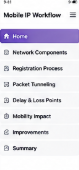 9:41
Mobile IP Workflow
Home
Network Components
Registration Process
Packet Tunneling
Delay & Loss Points
Mobility Impact
Improvements
Summary